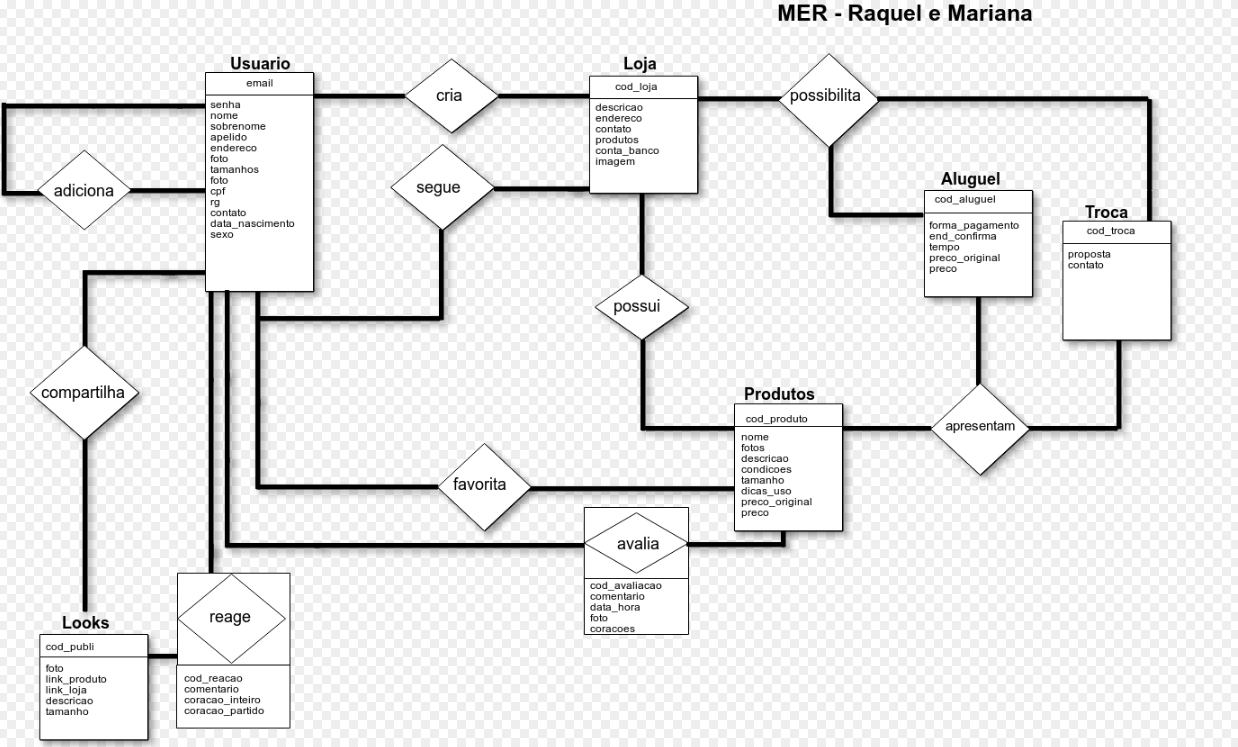 MER - Raquel e Mariana
Usuario
email
senha
nome
sobrenome
apelido
endereco
foto
tamanhos
foto
cpf
rg
contato
data_nascimento
sexo
cria
Loja
cod_loja
descricao
endereco
contato
produtos
conta_banco
imagem
possibilita
adiciona
segue
Aluguel
cod_aluguel
forma_pagamento
end_confirma
tempo
preco_original
preco
Troca
cod_troca
proposta
contato
possui
compartilha
Produtos
cod_produto
nome
fotos
descricao
condicoes
tamanho
dicas_uso
preco_original
preco
apresentam
favorita
avalia
cod_avaliacao
comentario
data_hora
foto
coracoes
Looks
cod_publi
foto
link_produto
link_loja
descricao
tamanho
reage
cod_reacao
comentario
coracao_inteiro
coracao_partido